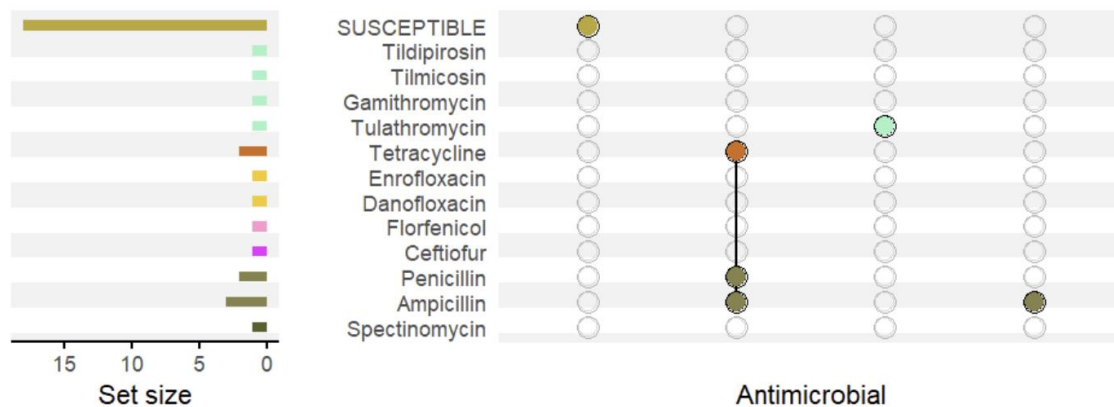 SUSCEPTIBLE
Tildipirosin
Tilmicosin
Gamithromycin
Tulathromycin
Tetracycline
Enrofloxacin
Danofloxacin
Florfenicol
Ceftiofur
Penicillin
Ampicillin
Spectinomycin
15 10 5 0
Set size
Antimicrobial